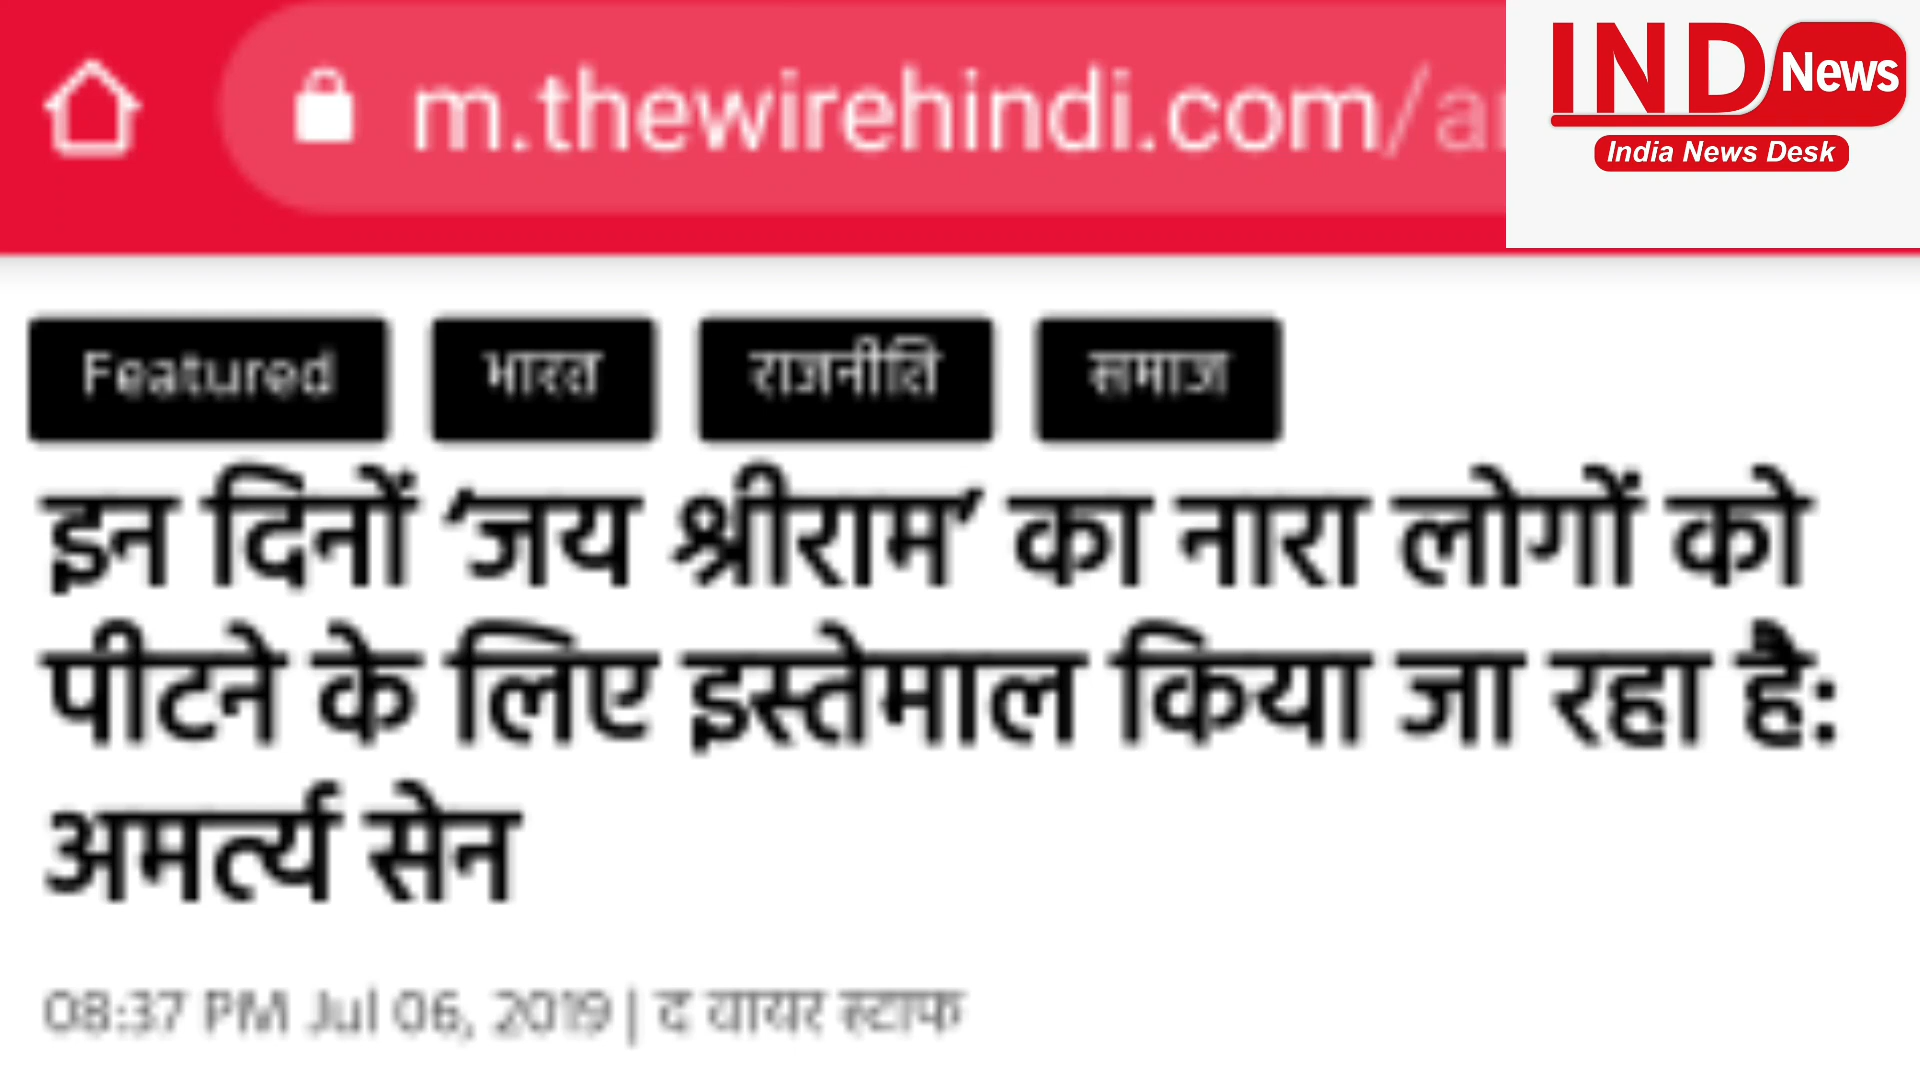 m.thewirehindi.com/a
IND News
India News Desk
Featured भारत राजनीति समाज
इन दिनों ‘जय श्रीराम’ का नारा लोगों को
पीटने के लिए इस्तेमाल किया जा रहा है:
अमर्त्य सेन
08:37 PM Jul 06, 2019 | द वायर स्टाफ